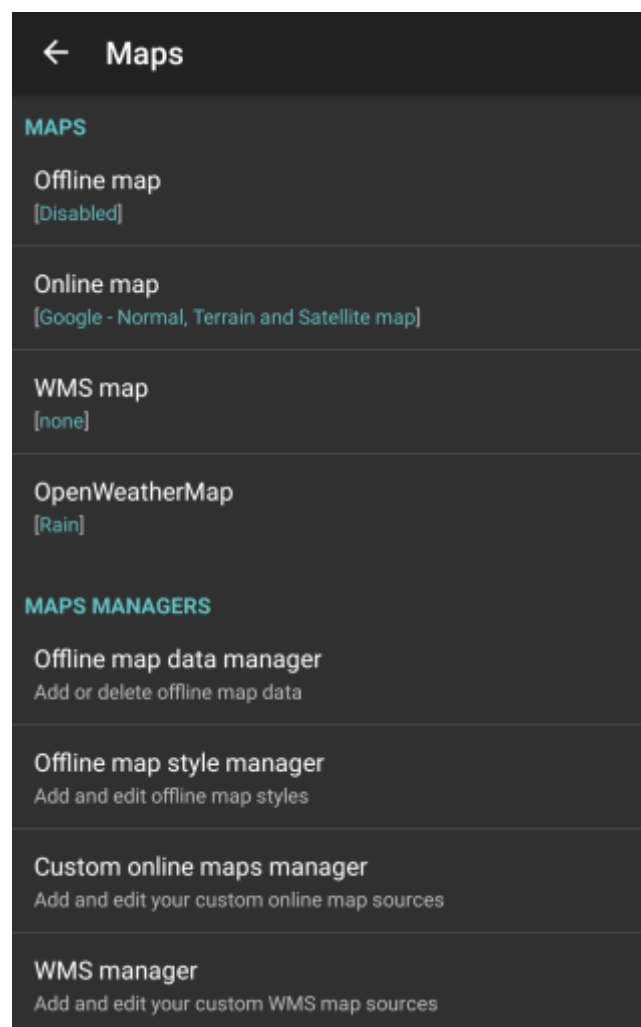 Maps
MAPS
Offline map
[Disabled]
Online map
[Google - Normal, Terrain and Satellite map]
WMS map
[none]
OpenWeatherMap
[Rain]
MAPS MANAGERS
Offline map data manager
Add or delete offline map data
Offline map style manager
Add and edit offline map styles
Custom online maps manager
Add and edit your custom online map sources
WMS manager
Add and edit your custom WMS map sources